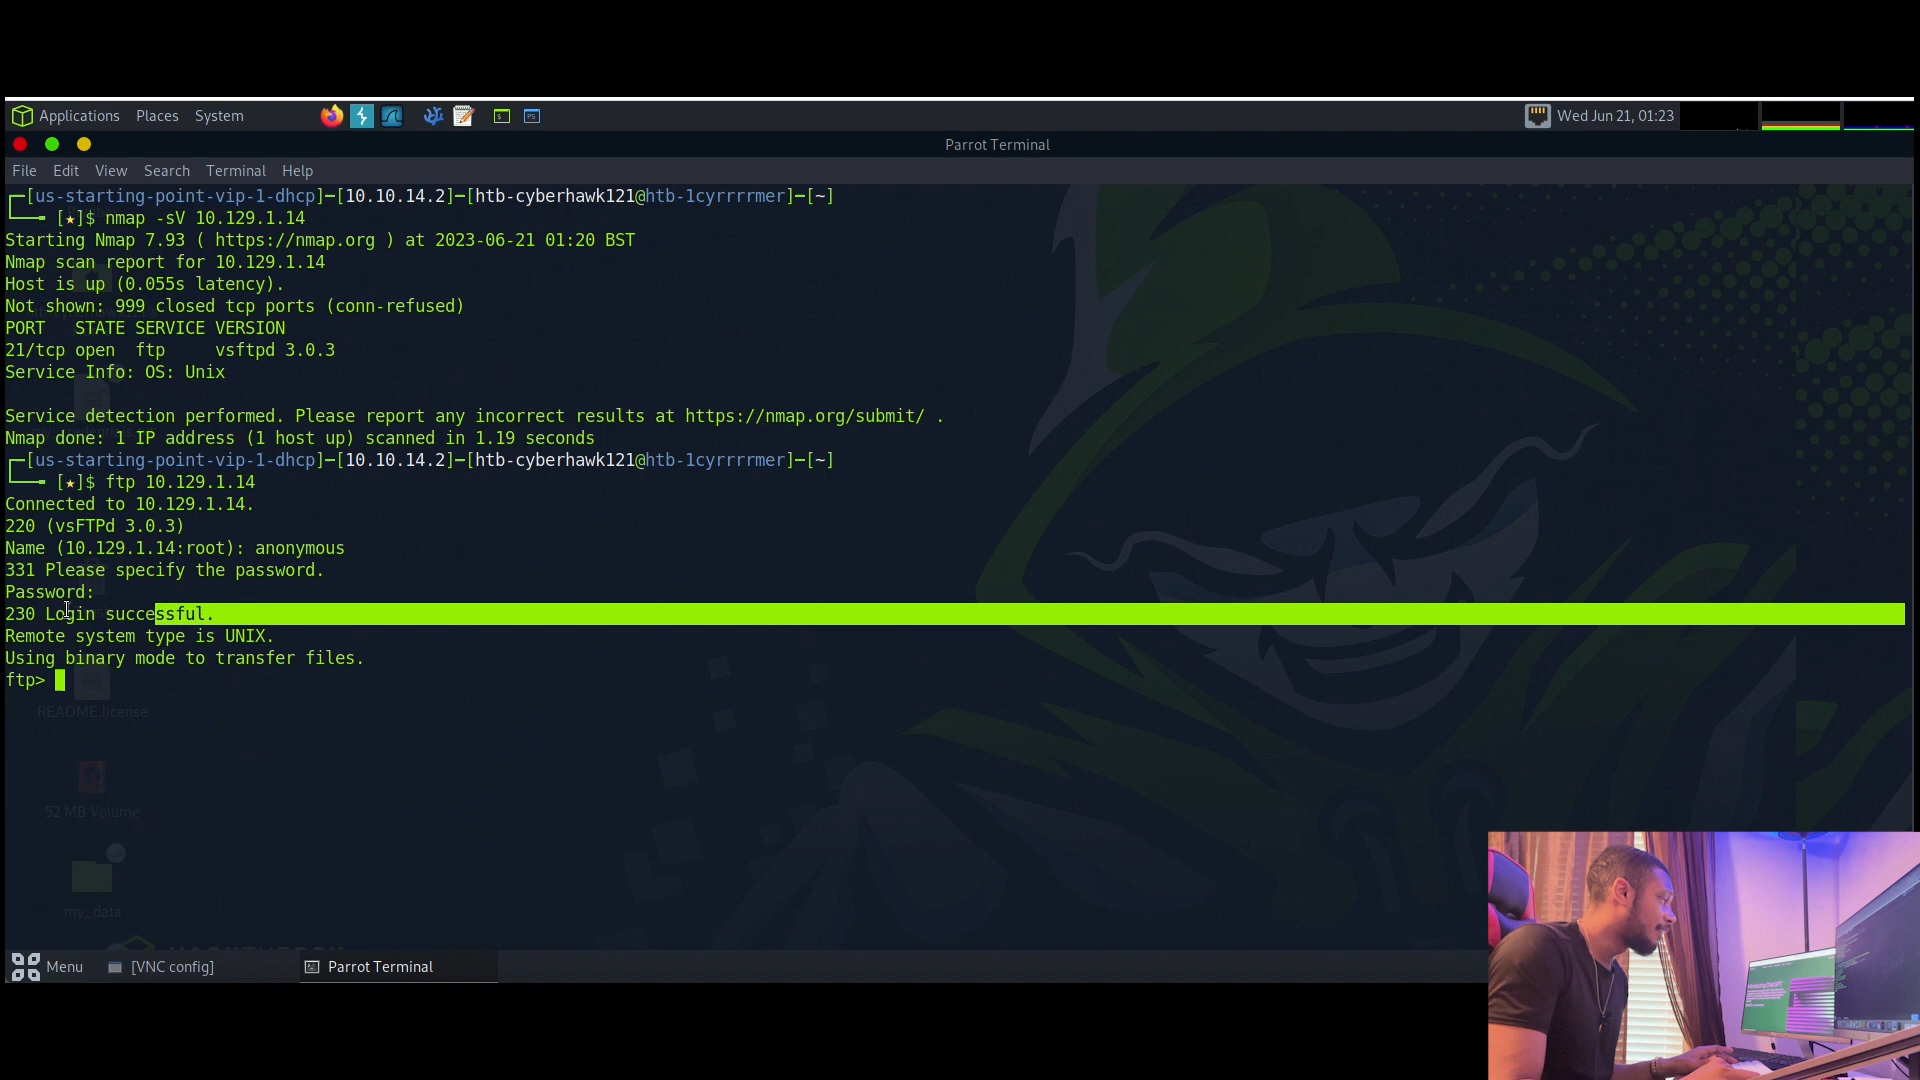 Applications Places System Wed Jun 21, 01:23
Parrot Terminal
File Edit View Search Terminal Help
┌─[us-starting-point-vip-1-dhcp]─[10.10.14.2]─[htb-cyberhawk121@htb-1cyrrrrmer]─[~]
└──╼ [★]$ nmap -sV 10.129.1.14
Starting Nmap 7.93 ( https://nmap.org ) at 2023-06-21 01:20 BST
Nmap scan report for 10.129.1.14
Host is up (0.055s latency).
Not shown: 999 closed tcp ports (conn-refused)
PORT   STATE SERVICE VERSION
21/tcp open  ftp     vsftpd 3.0.3
Service Info: OS: Unix
Service detection performed. Please report any incorrect results at https://nmap.org/submit/ .
Nmap done: 1 IP address (1 host up) scanned in 1.19 seconds
┌─[us-starting-point-vip-1-dhcp]─[10.10.14.2]─[htb-cyberhawk121@htb-1cyrrrrmer]─[~]
└──╼ [★]$ ftp 10.129.1.14
Connected to 10.129.1.14.
220 (vsFTPd 3.0.3)
Name (10.129.1.14:root): anonymous
331 Please specify the password.
Password:
230 Login successful.
Remote system type is UNIX.
Using binary mode to transfer files.
ftp>
README.license
52 MB Volume
my_data
Menu [VNC config] Parrot Terminal